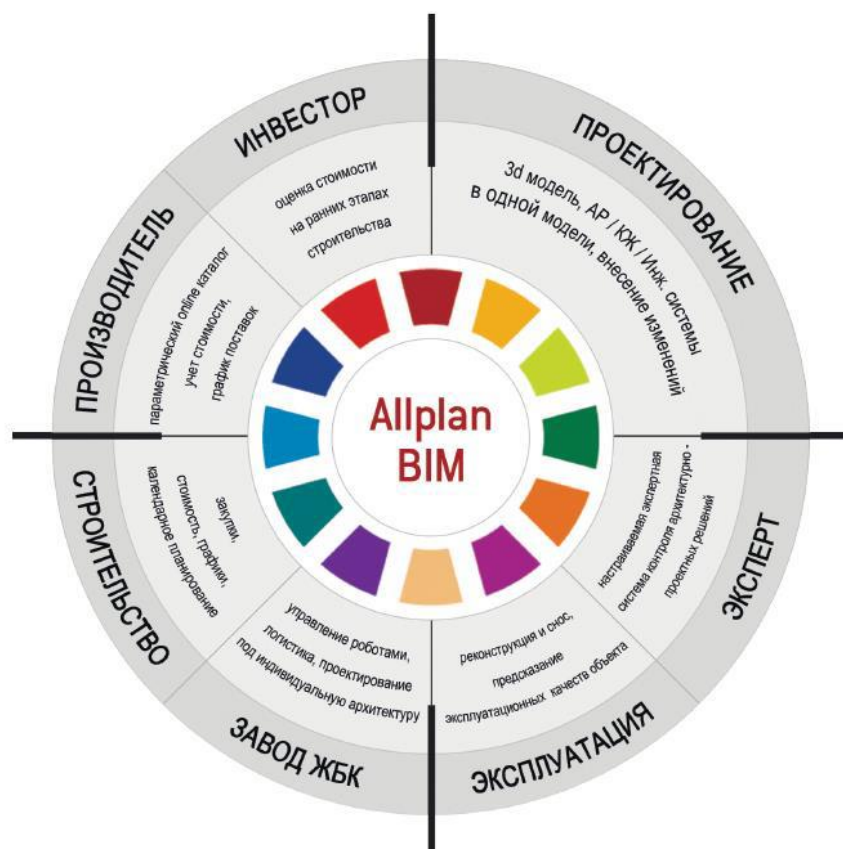 ИНВЕСТОР
оценка стоимости
на ранних этапах
строительства
ПРОЕКТИРОВАНИЕ
3d модель, АР / КЖ / Инж. системы
в одной модели, внесение изменений
ЭКСПЕРТ
настраиваемая экспертная
система контроля архитектурно -
проектных решений
ЭКСПЛУАТАЦИЯ
реконструкция и снос,
предсказание
эксплуатационных качеств объекта
ЗАВОД ЖБК
управление роботами,
логистика, проектирование
под индивидуальную архитектуру
СТРОИТЕЛЬСТВО
закупки,
стоимость, графики,
календарное планирование
ПРОИЗВОДИТЕЛЬ
параметрический online каталог
учет стоимости,
график поставок
Allplan
BIM